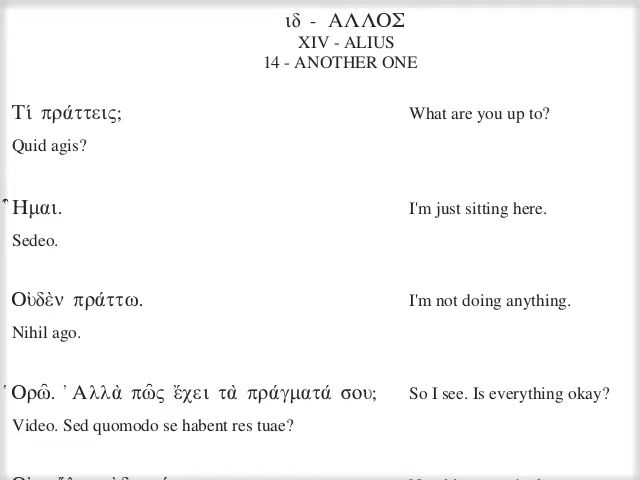 ιδ - ΑΛΛΟΣ
XIV - ALIUS
14 - ANOTHER ONE
Τί πράττεις; What are you up to?
Quid agis?
Ἧμαι. I'm just sitting here.
Sedeo.
Οὐδὲν πράττω. I'm not doing anything.
Nihil ago.
Ὁρῶ. Ἀλλὰ πῶς ἔχει τὰ πράγματά σου; So I see. Is everything okay?
Video. Sed quomodo se habent res tuae?